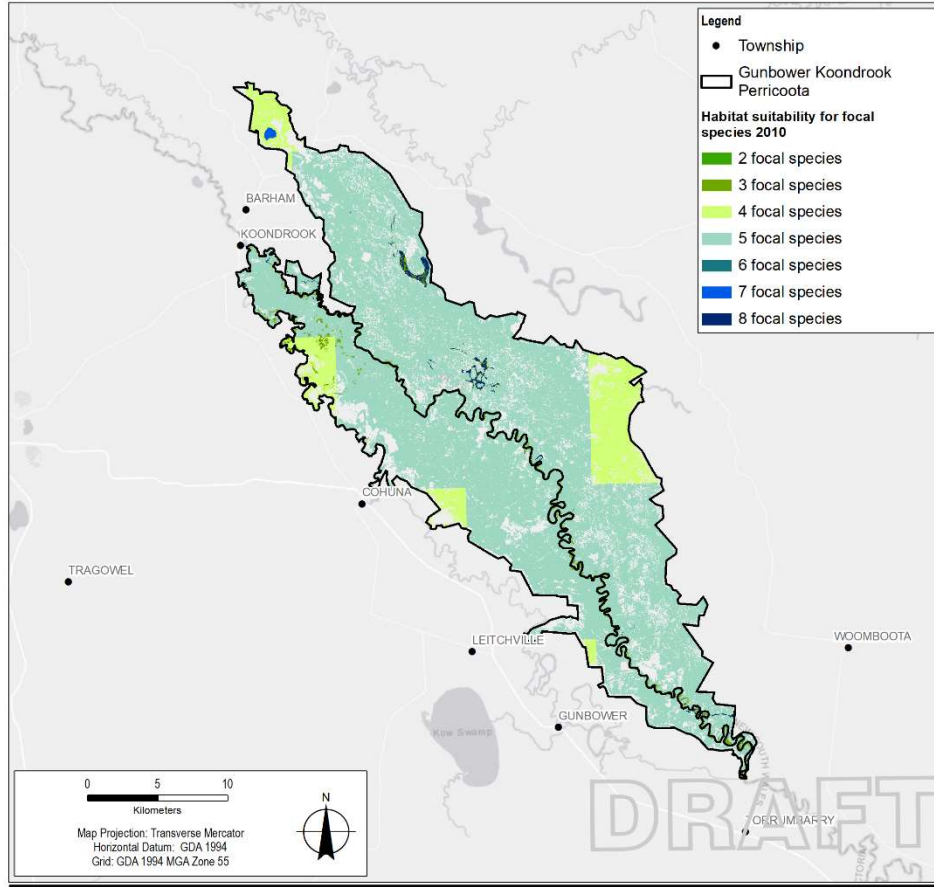 Legend
Township
Gunbower Koondrook
Perricoota
Habitat suitability for focal
species 2010
2 focal species
3 focal species
4 focal species
5 focal species
6 focal species
7 focal species
8 focal species
BARHAM
KOONDROOK
COHUNA
TRAGOWEL
LEITCHVILLE
WOOMBOOTA
GUNBOWER
Kow Swamp
SOUTH WALES
DRAFT
TORRUMBARRY
0 5 10
Kilometers
Map Projection: Transverse Mercator
Horizontal Datum: GDA 1994
Grid: GDA 1994 MGA Zone 55
N